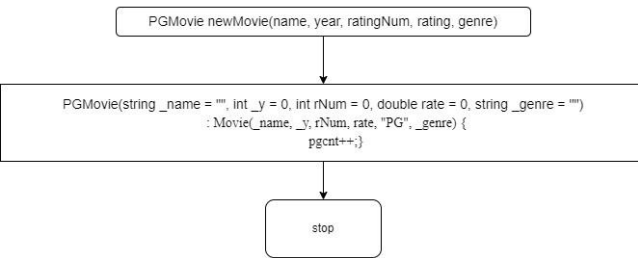 PGMovie newMovie(name, year, ratingNum, rating, genre)
PGMovie(string _name = "", int _y = 0, int rNum = 0, double rate = 0, string _genre = "")
: Movie(_name, _y, rNum, rate, "PG", _genre) {
pgcnt++;}
stop